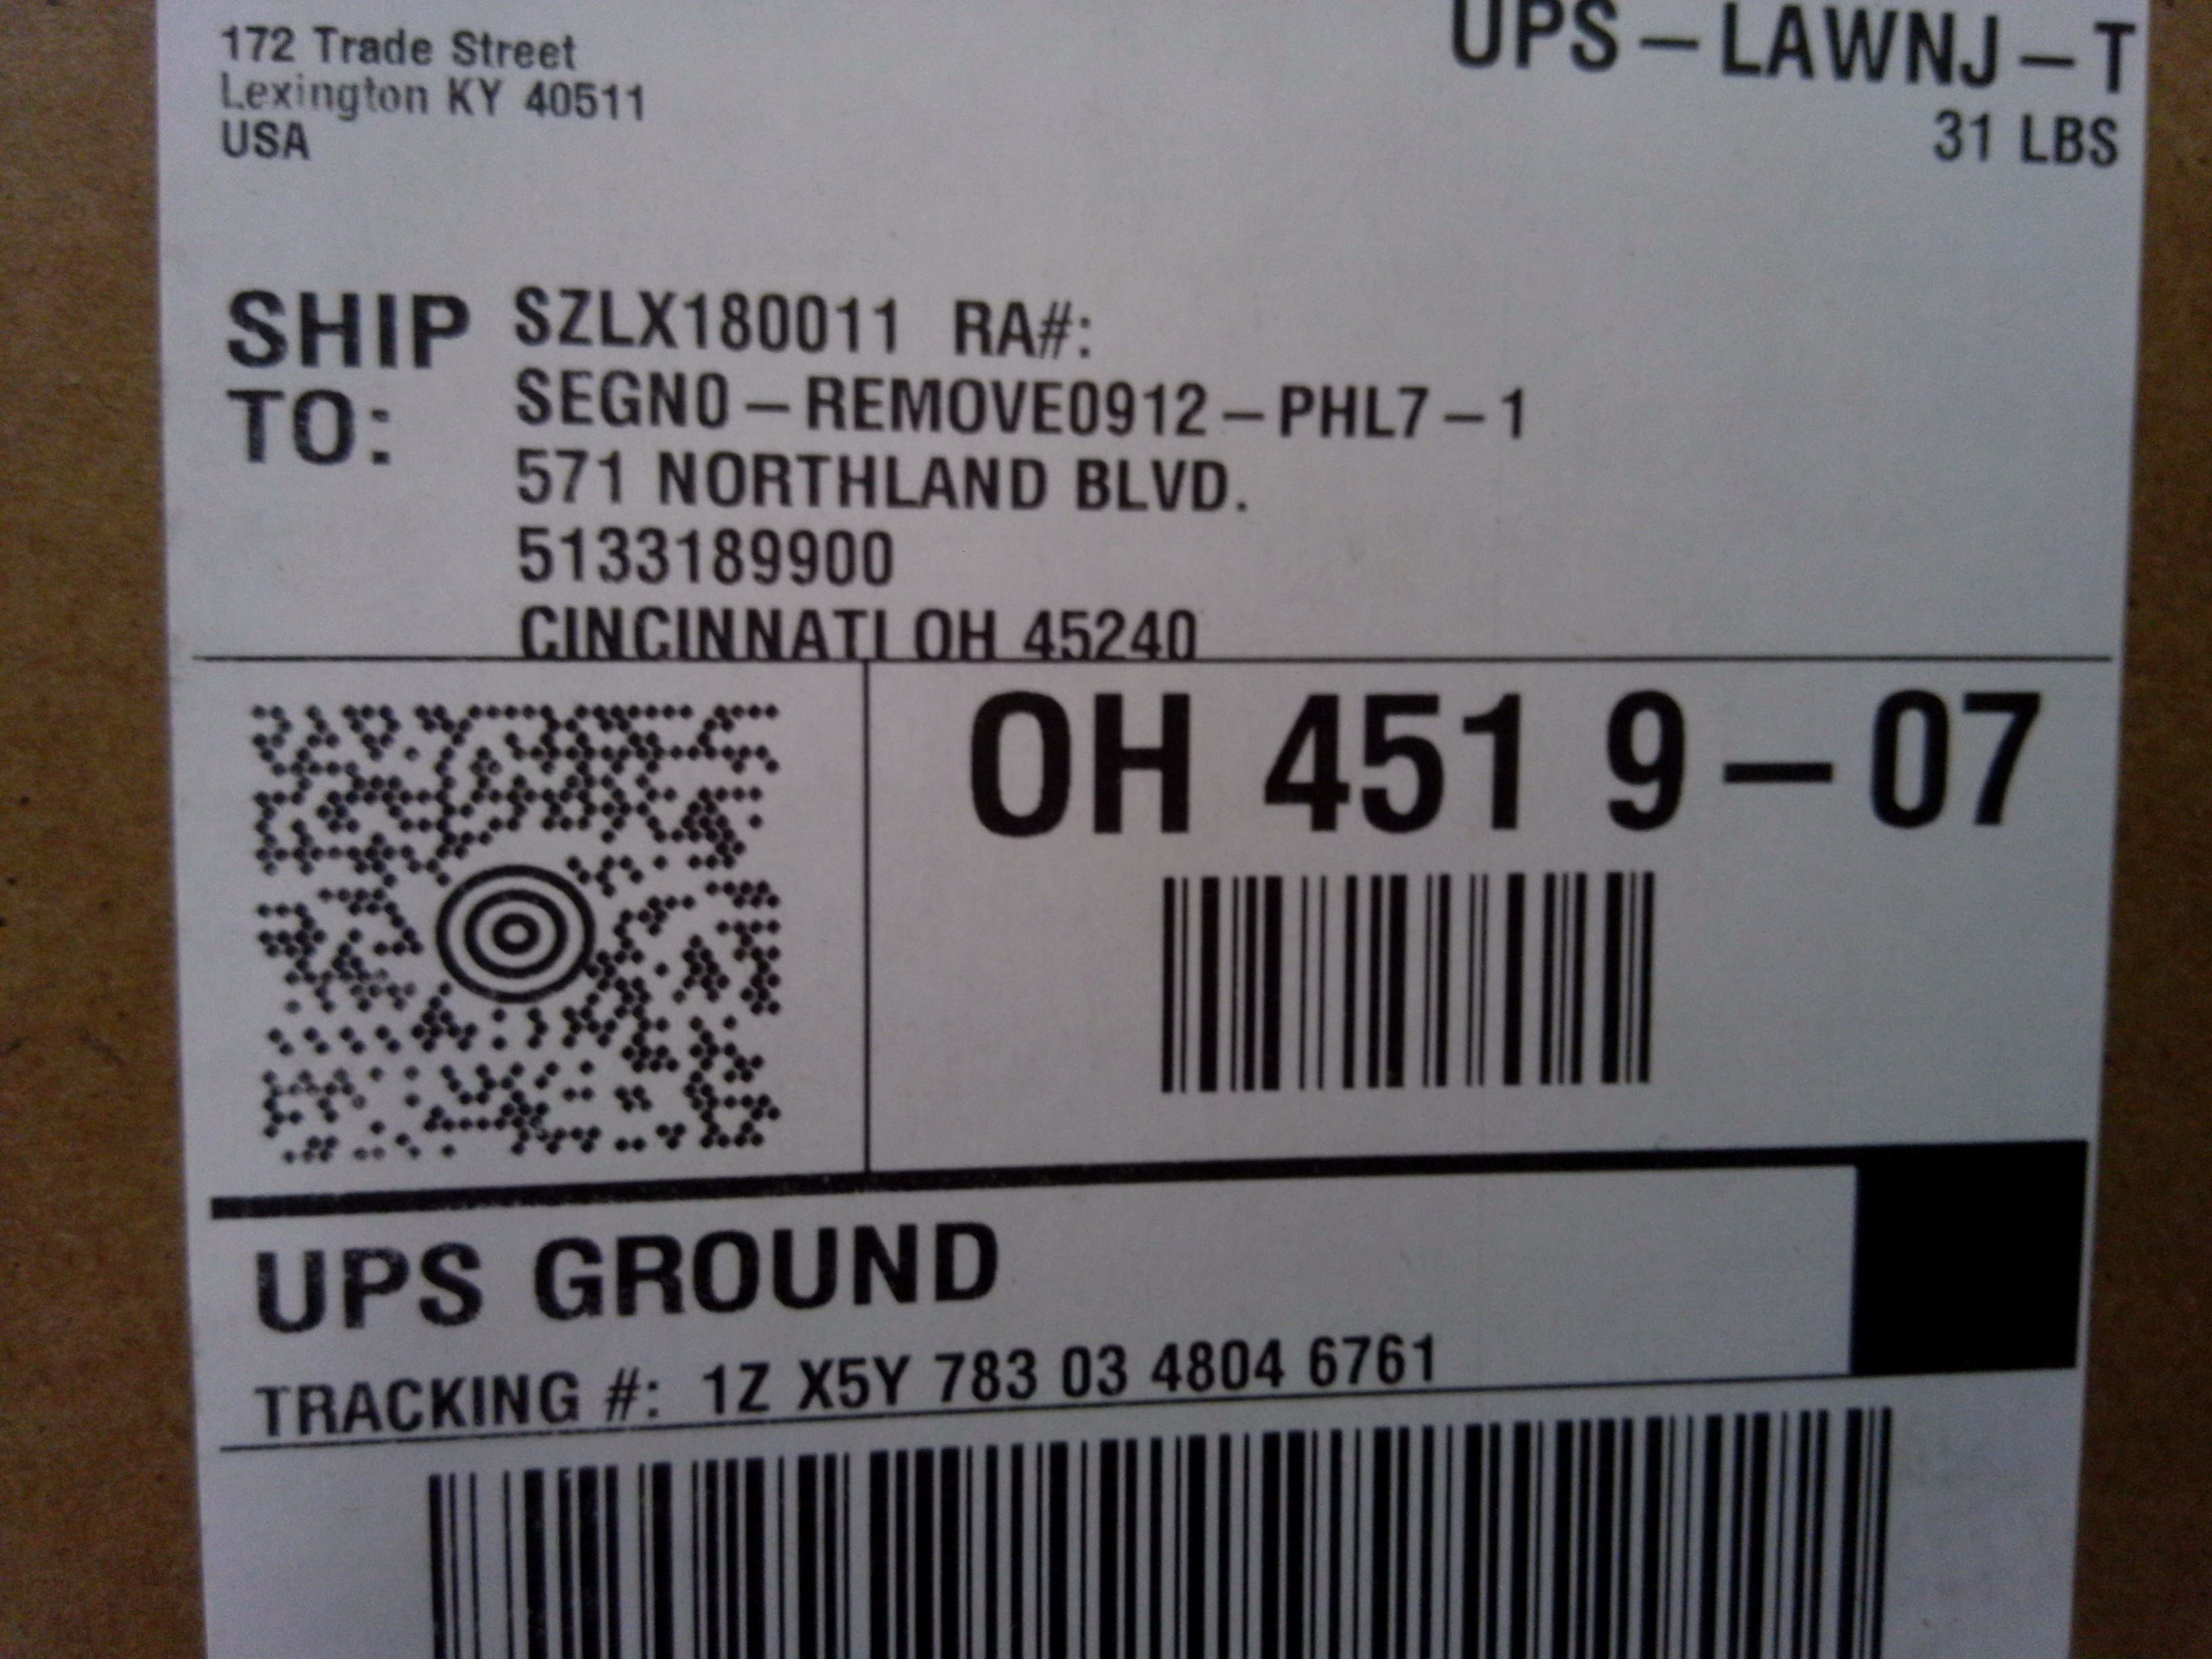 172 Trade Street
Lexington KY 40511
USA
UPS-LAWNJ-T
31 LBS
SHIP TO:
SZLX180011 RA#:
SEGN0-REMOVE0912-PHL7-1
571 NORTHLAND BLVD.
5133189900
CINCINNATI OH 45240
OH 451 9-07
UPS GROUND
TRACKING #: 1Z X5Y 783 03 4804 6761